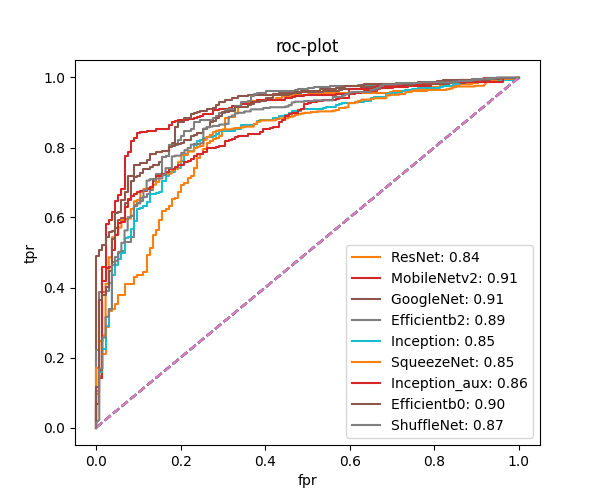 roc-plot
1.0
0.8
0.6
0.4
0.2
0.0
tpr
ResNet: 0.84
MobileNetv2: 0.91
GoogleNet: 0.91
Efficientb2: 0.89
Inception: 0.85
SqueezeNet: 0.85
Inception_aux: 0.86
Efficientb0: 0.90
ShuffleNet: 0.87
0.0 0.2 0.4 0.6 0.8 1.0
fpr